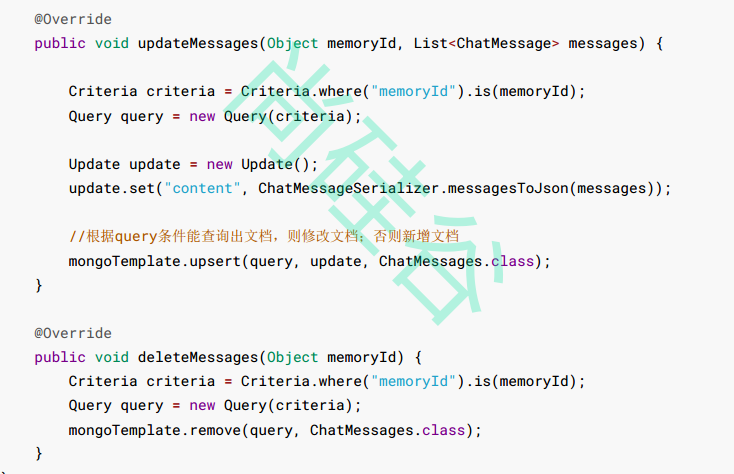 @Override
public void updateMessages(Object memoryId, List<ChatMessage> messages) {
Criteria criteria = Criteria.where("memoryId").is(memoryId);
Query query = new Query(criteria);
Update update = new Update();
update.set("content", ChatMessageSerializer.messagesToJson(messages));
//根据query条件能查询出文档，则修改文档；否则新增文档
mongoTemplate.upsert(query, update, ChatMessages.class);
}
@Override
public void deleteMessages(Object memoryId) {
Criteria criteria = Criteria.where("memoryId").is(memoryId);
Query query = new Query(criteria);
mongoTemplate.remove(query, ChatMessages.class);
}
尚硅谷